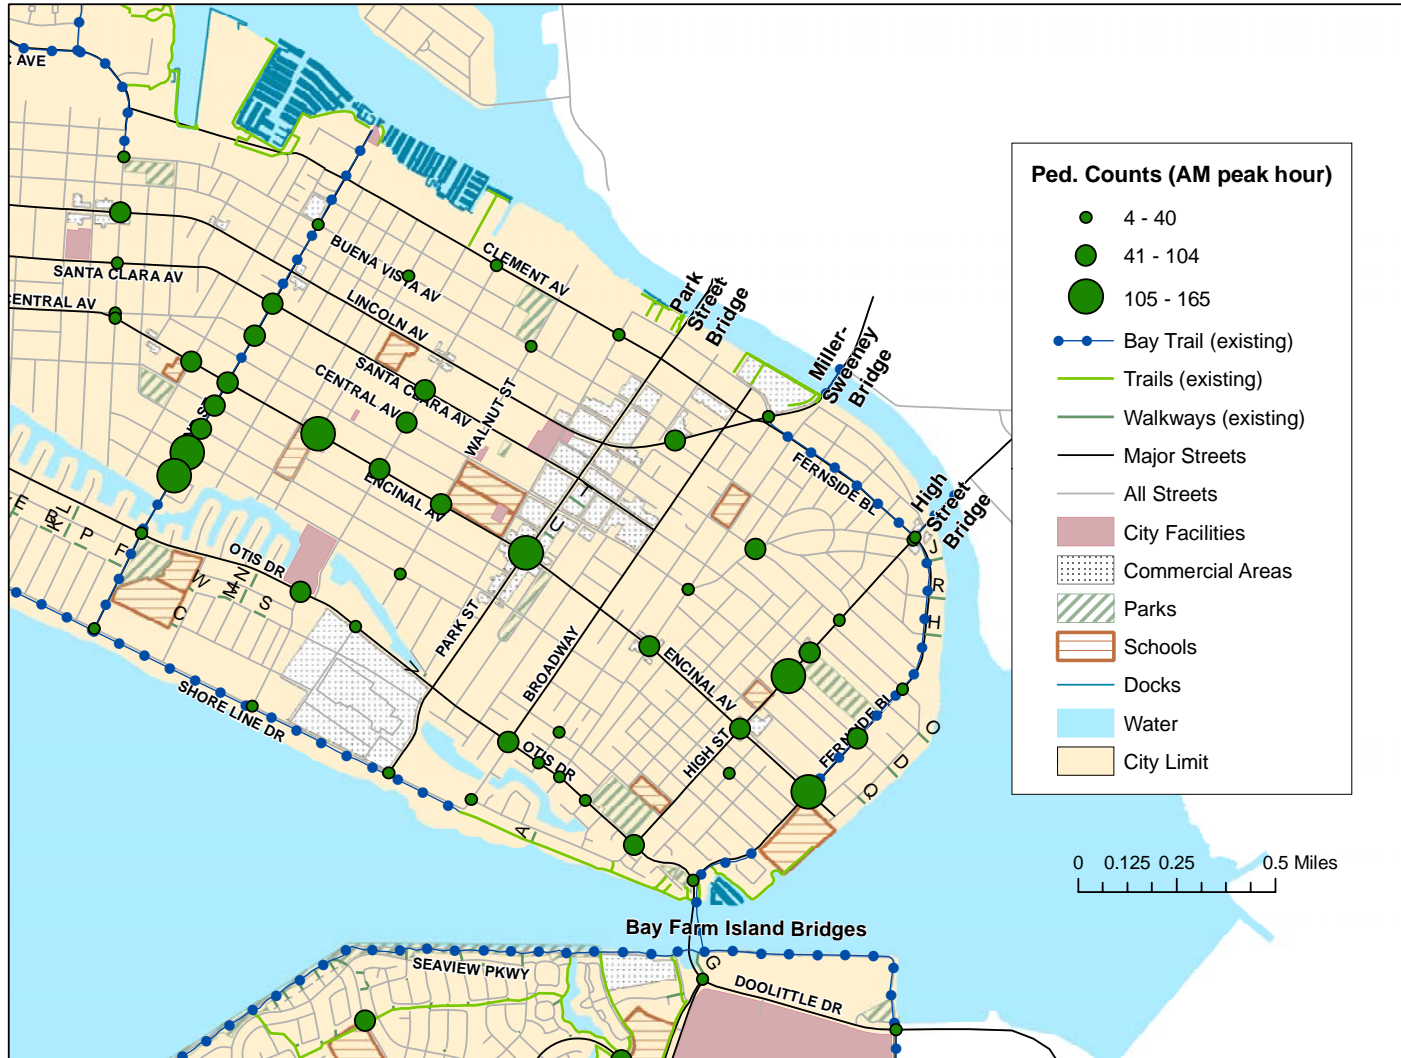 C AVE
SANTA CLARA AV
CENTRAL AV
BUENA VISTA AV
CLEMENT AV
LINCOLN AV
SANTA CLARA AV
CENTRAL AV
WALNUT ST
Park
Street
Bridge
Miller-
Sweeney
Bridge
FERNSIDE BL
High
Street
Bridge
ENCINAL AV
T
U
E
K
L
P
F
W
C
OTIS DR
M
N
S
J
R
H
PARK ST
BROADWAY
ENCINAL AV
HIGH ST
FERNSIDE BL
O
D
Q
SHORE LINE DR
OTIS DR
A
Bay Farm Island Bridges
G
SEAVIEW PKWY
DOOLITTLE DR
Ped. Counts (AM peak hour)
4 - 40
41 - 104
105 - 165
Bay Trail (existing)
Trails (existing)
Walkways (existing)
Major Streets
All Streets
City Facilities
Commercial Areas
Parks
Schools
Docks
Water
City Limit
0 0.125 0.25 0.5 Miles